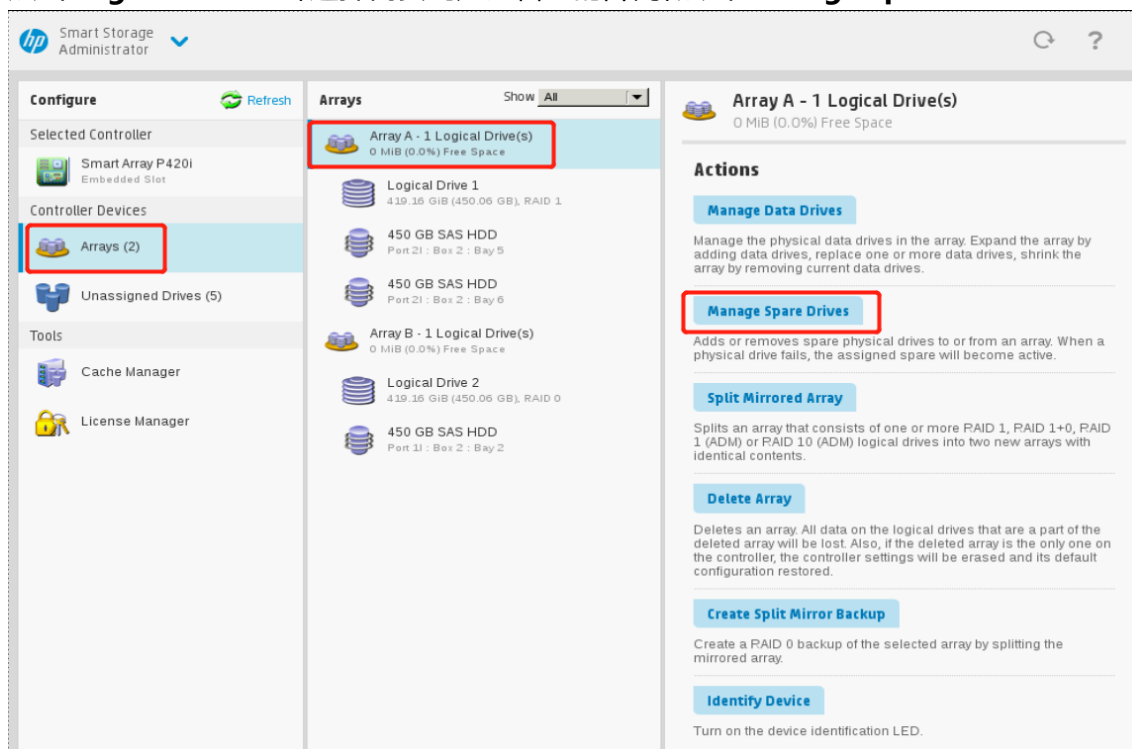 hp
Smart Storage
Administrator
?
Configure
Refresh
Selected Controller
Smart Array P420i
Embedded Slot
Controller Devices
Arrays (2)
Unassigned Drives (5)
Tools
Cache Manager
License Manager
Arrays
Show All
Array A - 1 Logical Drive(s)
0 MiB (0.0%) Free Space
Logical Drive 1
419.16 GiB (450.06 GB), RAID 1
450 GB SAS HDD
Port 2I : Box 2 : Bay 5
450 GB SAS HDD
Port 2I : Box 2 : Bay 6
Array B - 1 Logical Drive(s)
0 MiB (0.0%) Free Space
Logical Drive 2
419.16 GiB (450.06 GB), RAID 0
450 GB SAS HDD
Port 1I : Box 2 : Bay 2
Array A - 1 Logical Drive(s)
0 MiB (0.0%) Free Space
Actions
Manage Data Drives
Manage the physical data drives in the array. Expand the array by
adding data drives, replace one or more data drives, shrink the
array by removing current data drives.
Manage Spare Drives
Adds or removes spare physical drives to or from an array. When a
physical drive fails, the assigned spare will become active.
Split Mirrored Array
Splits an array that consists of one or more RAID 1, RAID 1+0, RAID
1 (ADM) or RAID 10 (ADM) logical drives into two new arrays with
identical contents.
Delete Array
Deletes an array. All data on the logical drives that are a part of the
deleted array will be lost. Also, if the deleted array is the only one on
the controller, the controller settings will be erased and its default
configuration restored.
Create Split Mirror Backup
Create a RAID 0 backup of the selected array by splitting the
mirrored array.
Identify Device
Turn on the device identification LED.